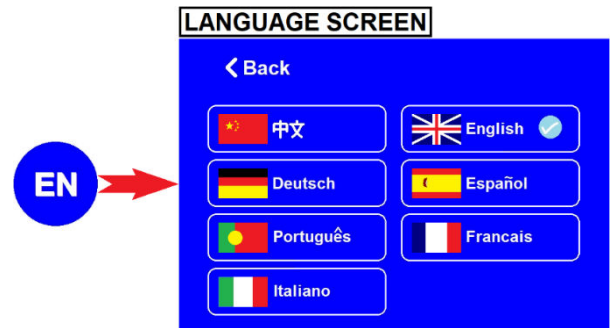 LANGUAGE SCREEN
Back
EN
中文
English
Deutsch
Español
Português
Francais
Italiano